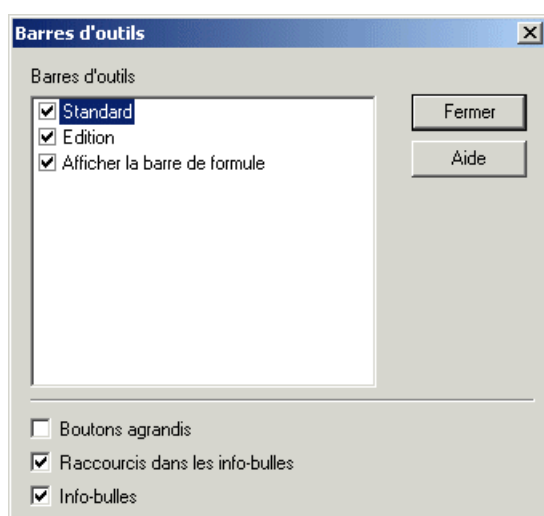 Barres d'outils
Barres d'outils
Standard
Edition
Afficher la barre de formule
Fermer
Aide
Boutons agrandis
Raccourcis dans les info-bulles
Info-bulles